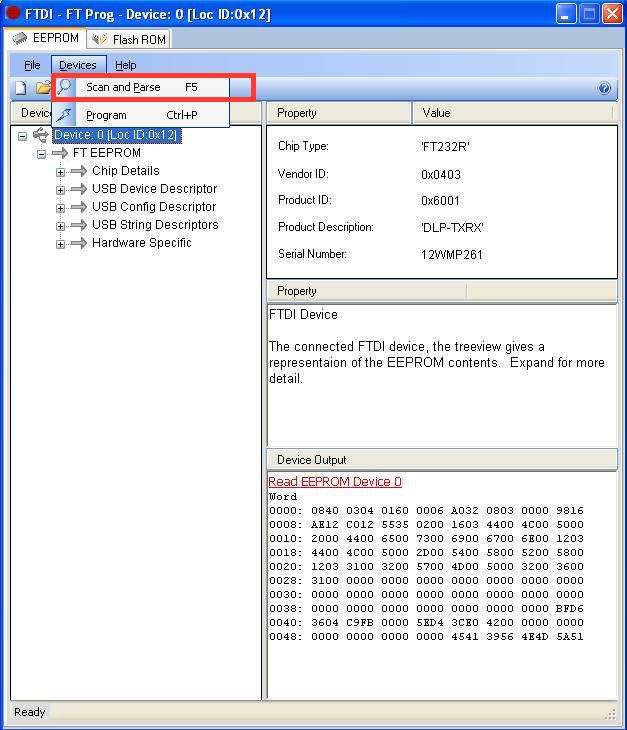 FTDI - FT Prog - Device: 0 [Loc ID:0x12]
EEPROM Flash ROM
File Devices Help
Scan and Parse F5
Program Ctrl+P
Devic
Device: 0 [Loc ID:0x12]
FT EEPROM
Chip Details
USB Device Descriptor
USB Config Descriptor
USB String Descriptors
Hardware Specific
Property Value
Chip Type: 'FT232R'
Vendor ID: 0x0403
Product ID: 0x6001
Product Description: 'DLP-TXRX'
Serial Number: 12WMP261
Property
FTDI Device
The connected FTDI device, the treeview gives a
representaion of the EEPROM contents. Expand for more
detail.
Device Output
Read EEPROM Device 0
Word
0000: 0840 0304 0160 0006 A032 0803 0000 9816
0008: AE12 C012 5535 0200 1603 4400 4C00 5000
0010: 2000 4400 6500 7300 6900 6700 6E00 1203
0018: 4400 4C00 5000 2D00 5400 5800 5200 5800
0020: 1203 3100 3200 5700 4D00 5000 3200 3600
0028: 3100 0000 0000 0000 0000 0000 0000 0000
0030: 0000 0000 0000 0000 0000 0000 0000 0000
0038: 0000 0000 0000 0000 0000 0000 0000 BFD6
0040: 3604 C9FB 0000 5ED4 3CE0 4200 0000 0000
0048: 0000 0000 0000 0000 4541 3956 4E4D 5A51
Ready